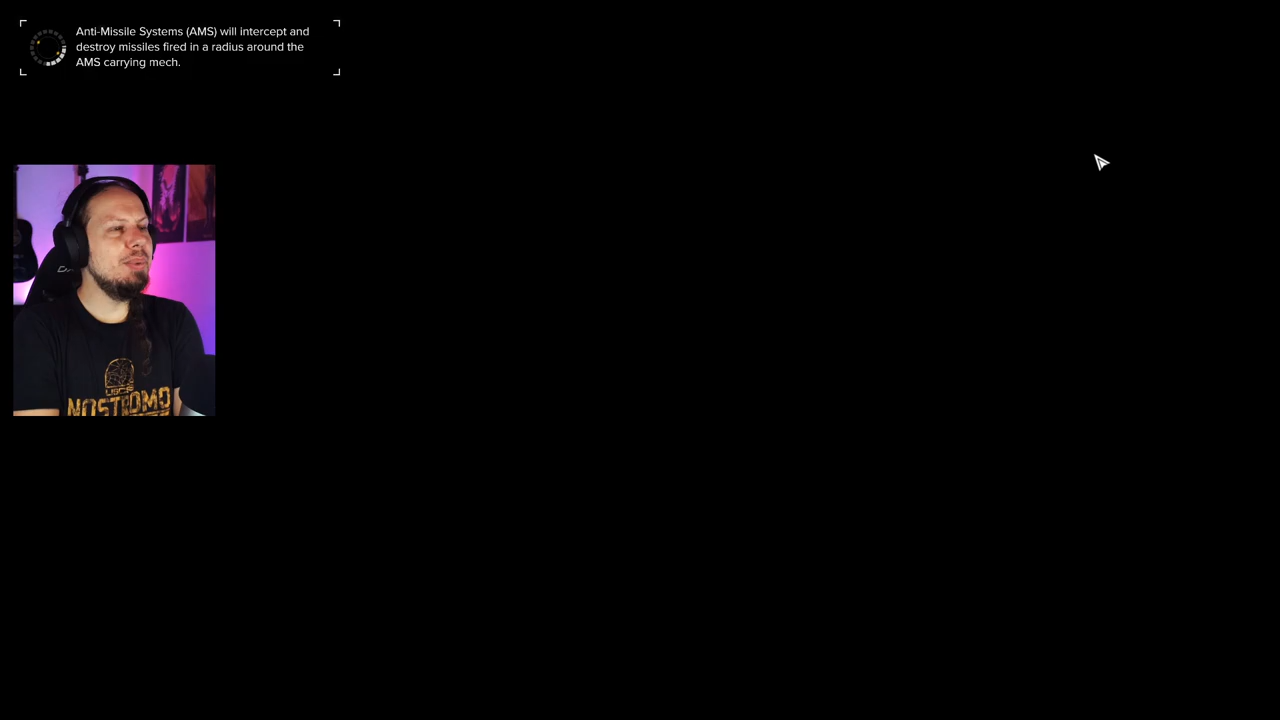 Anti-Missile Systems (AMS) will intercept and
destroy missiles fired in a radius around the
AMS carrying mech.
NOSTROMO